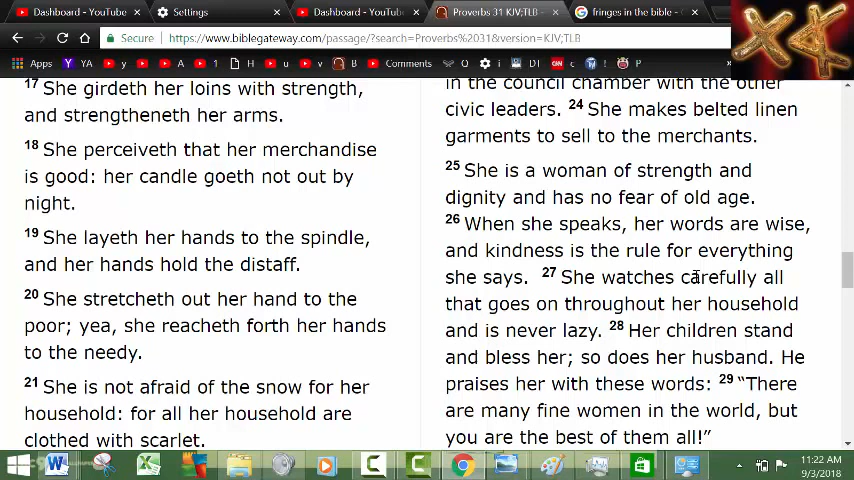 Dashboard - YouTube
Settings
Dashboard - YouTube
Proverbs 31 KJV;TLB -
fringes in the bible -
Secure
https://www.biblegateway.com/passage/?search=Proverbs%2031&version=KJV;TLB
Apps
YA
y
A
1
H
u
v
B
Comments
Q
i
D1
c
!
P
17 She girdeth her loins with strength,
and strengtheneth her arms.
18 She perceiveth that her merchandise
is good: her candle goeth not out by
night.
19 She layeth her hands to the spindle,
and her hands hold the distaff.
20 She stretcheth out her hand to the
poor; yea, she reacheth forth her hands
to the needy.
21 She is not afraid of the snow for her
household: for all her household are
clothed with scarlet.
in the council chamber with the other
civic leaders. 24 She makes belted linen
garments to sell to the merchants.
25 She is a woman of strength and
dignity and has no fear of old age.
26 When she speaks, her words are wise,
and kindness is the rule for everything
she says. 27 She watches carefully all
that goes on throughout her household
and is never lazy. 28 Her children stand
and bless her; so does her husband. He
praises her with these words: 29 “There
are many fine women in the world, but
you are the best of them all!”
11:22 AM
9/3/2018